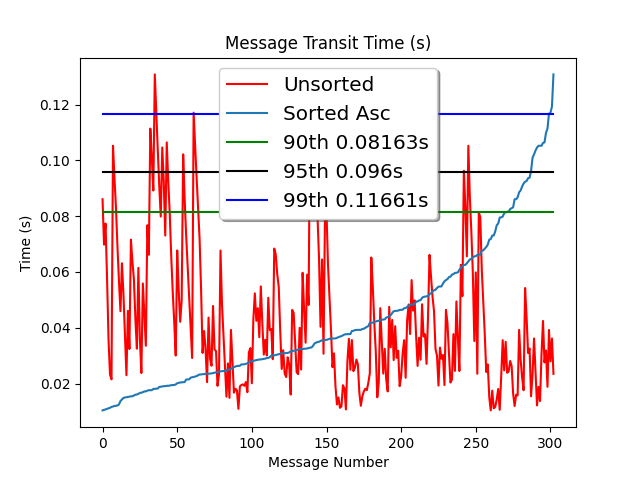 Message Transit Time (s)
Unsorted
Sorted Asc
90th 0.08163s
95th 0.096s
99th 0.11661s
0.12
0.10
0.08
0.06
0.04
0.02
Time (s)
0 50 100 150 200 250 300
Message Number